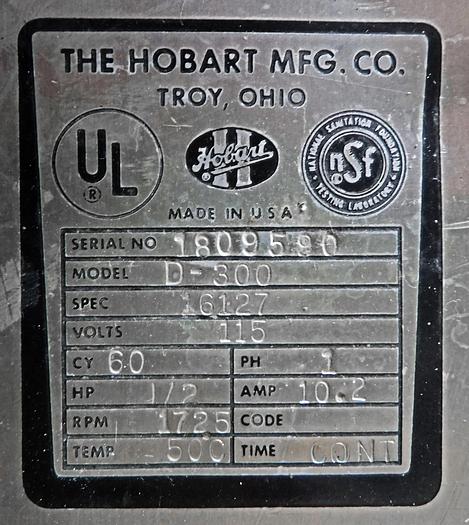 THE HOBART MFG. CO.
TROY, OHIO
UL
®
Hobart
H
®
NATIONAL SANITATION FOUNDATION
nsf
®
TESTING LABORATORY
MADE IN U S A
SERIAL NO 1809590
MODEL D-300
SPEC 16127
VOLTS 115
CY 60 PH 1
HP 1/2 AMP 10.2
RPM 1725 CODE
TEMP 50C TIME CONT